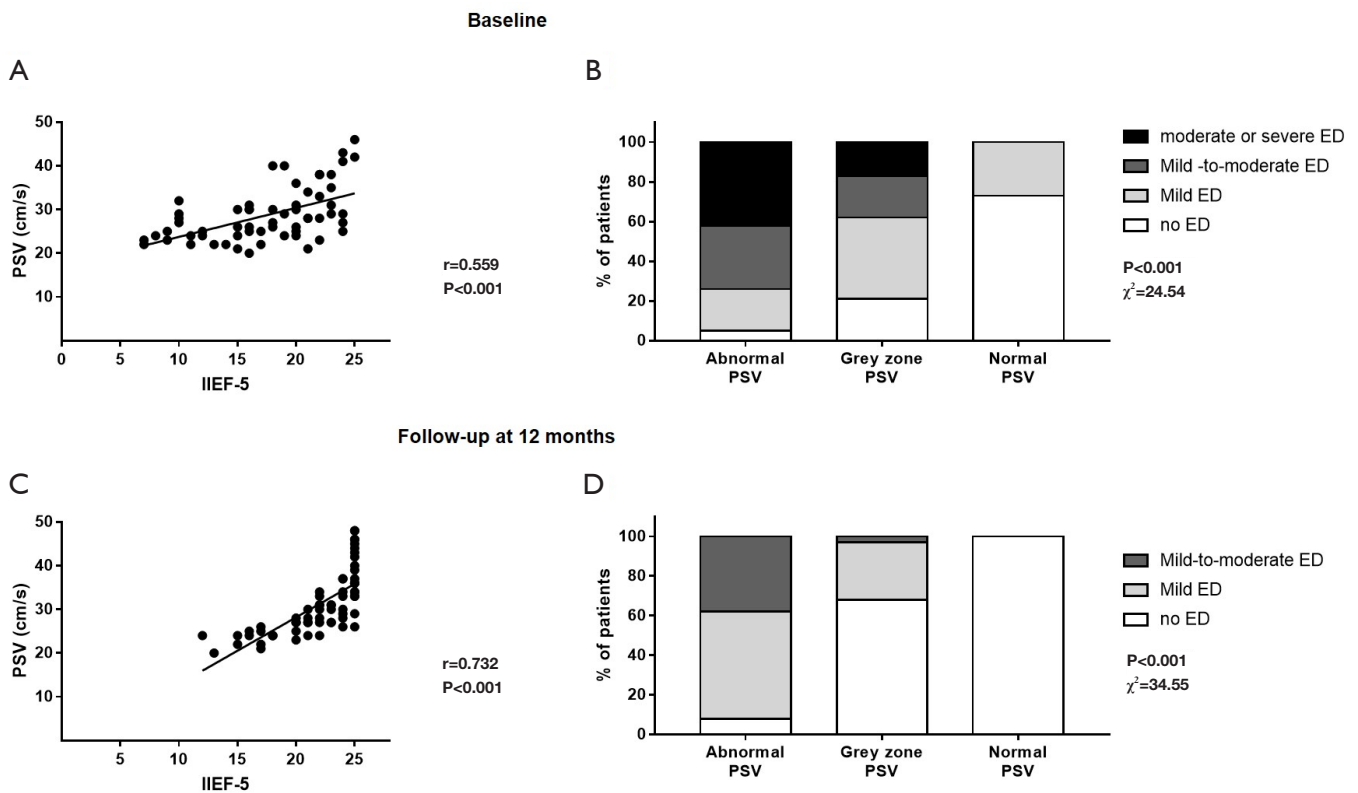 Baseline
A
50
40
30
20
10
0
5
10
15
20
25
PSV (cm/s)
IIEF-5
r=0.559
P<0.001
B
100
80
60
40
20
0
% of patients
Abnormal
PSV
Grey zone
PSV
Normal
PSV
moderate or severe ED
Mild -to-moderate ED
Mild ED
no ED
P<0.001
χ²=24.54
Follow-up at 12 months
C
50
40
30
20
10
5
10
15
20
25
PSV (cm/s)
IIEF-5
r=0.732
P<0.001
D
100
80
60
40
20
0
% of patients
Abnormal
PSV
Grey zone
PSV
Normal
PSV
Mild-to-moderate ED
Mild ED
no ED
P<0.001
χ²=34.55